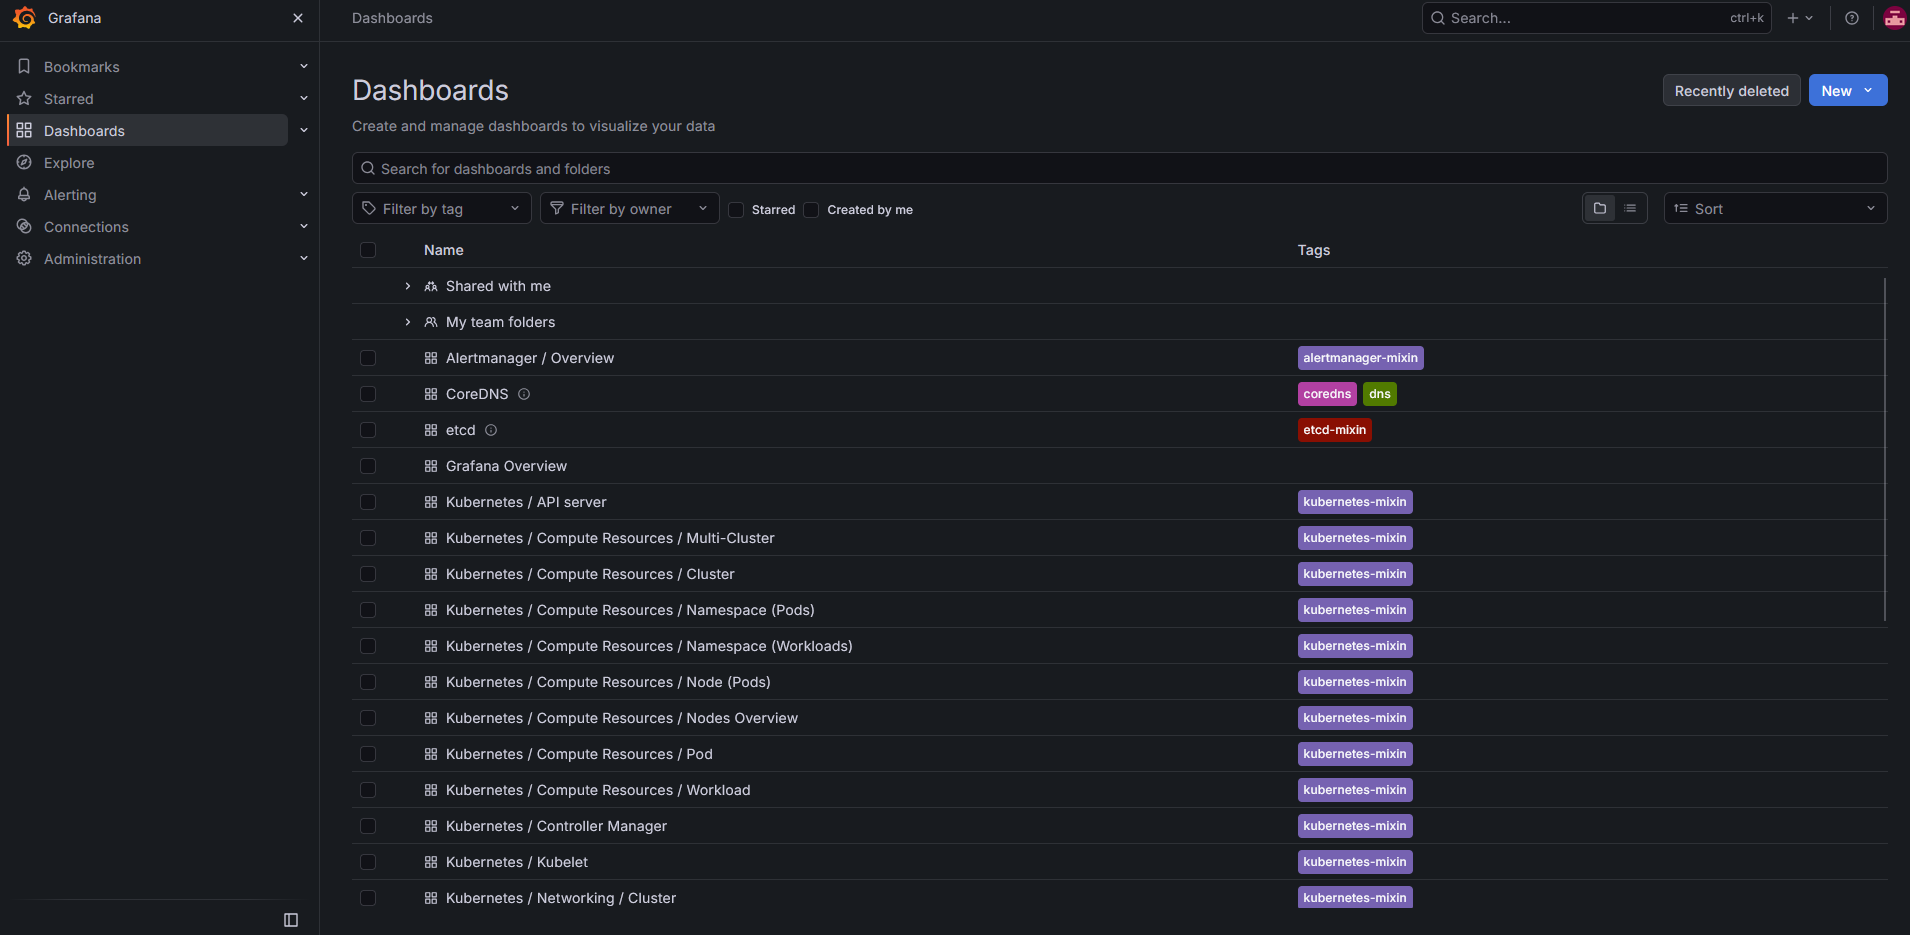 Grafana
Dashboards
Search...
ctrl+k
Bookmarks
Starred
Dashboards
Explore
Alerting
Connections
Administration
Dashboards
Create and manage dashboards to visualize your data
Recently deleted
New
Search for dashboards and folders
Filter by tag
Filter by owner
Starred
Created by me
Sort
Name Tags
Shared with me
My team folders
Alertmanager / Overview alertmanager-mixin
CoreDNS coredns dns
etcd etcd-mixin
Grafana Overview
Kubernetes / API server kubernetes-mixin
Kubernetes / Compute Resources / Multi-Cluster kubernetes-mixin
Kubernetes / Compute Resources / Cluster kubernetes-mixin
Kubernetes / Compute Resources / Namespace (Pods) kubernetes-mixin
Kubernetes / Compute Resources / Namespace (Workloads) kubernetes-mixin
Kubernetes / Compute Resources / Node (Pods) kubernetes-mixin
Kubernetes / Compute Resources / Nodes Overview kubernetes-mixin
Kubernetes / Compute Resources / Pod kubernetes-mixin
Kubernetes / Compute Resources / Workload kubernetes-mixin
Kubernetes / Controller Manager kubernetes-mixin
Kubernetes / Kubelet kubernetes-mixin
Kubernetes / Networking / Cluster kubernetes-mixin